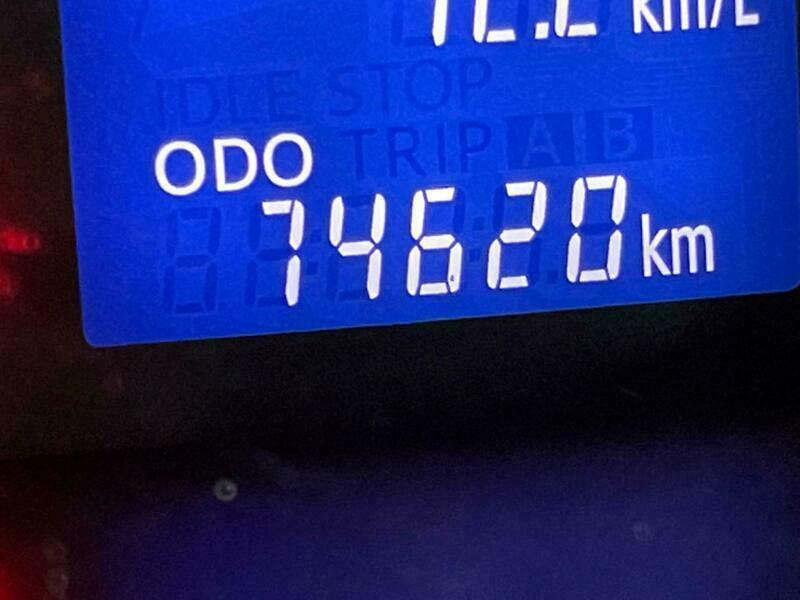 km/L
IDLE STOP
ODO TRIP A B
74620 km